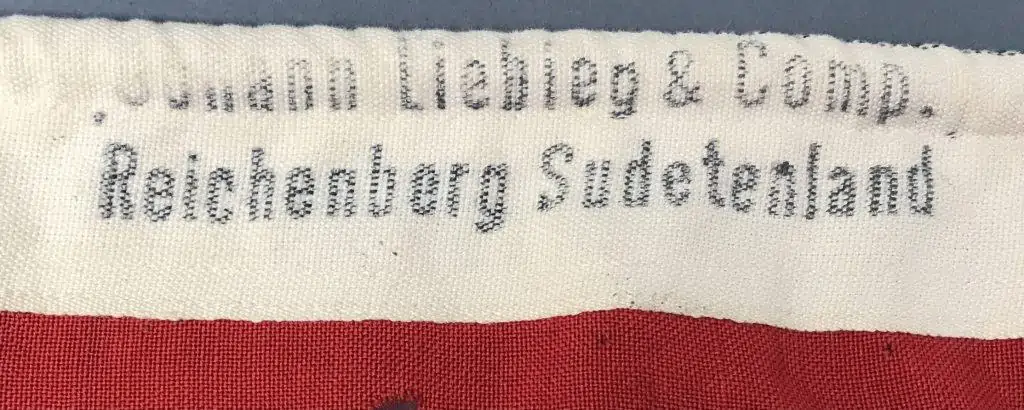 Johann Liebieg & Comp.
Reichenberg Sudetenland